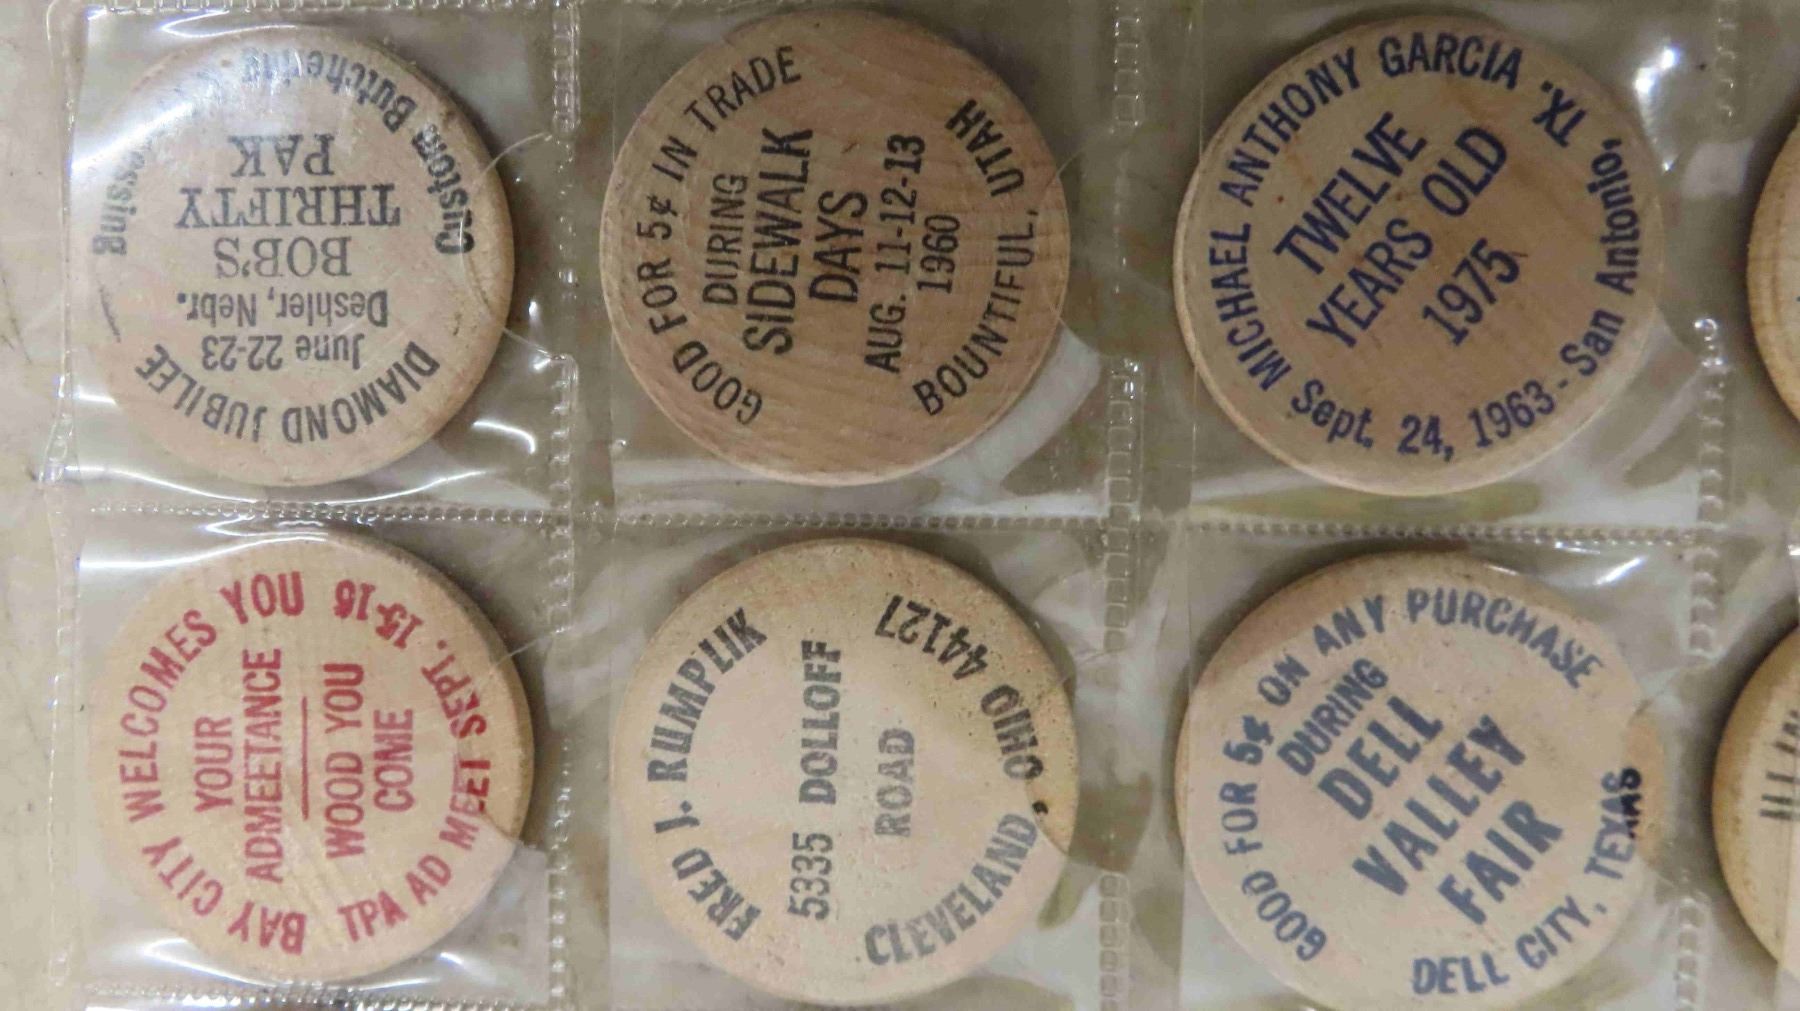 Custom Butchering
PAK
THRIFTY
BOB'S
Deshler, Nebr.
June 22-23
DIAMOND JUBILEE
GOOD FOR 5¢ IN TRADE
DURING
SIDEWALK
DAYS
AUG. 11-12-13
1960
BOUNTIFUL, UTAH
MICHAEL ANTHONY GARCIA
TWELVE
YEARS OLD
1975
Sept. 24, 1963 - San Antonio, TX.
BAY CITY WELCOMES YOU
YOUR
ADMEETANCE
WOOD YOU
COME
TPA AD MEET SEPT. 15-16
FRED J. RUMPLIK
5335 DOLLOFF
ROAD
CLEVELAND, OHIO 44127
GOOD FOR 5¢ ON ANY PURCHASE
DURING
DELL
VALLEY
FAIR
DELL CITY, TEXAS